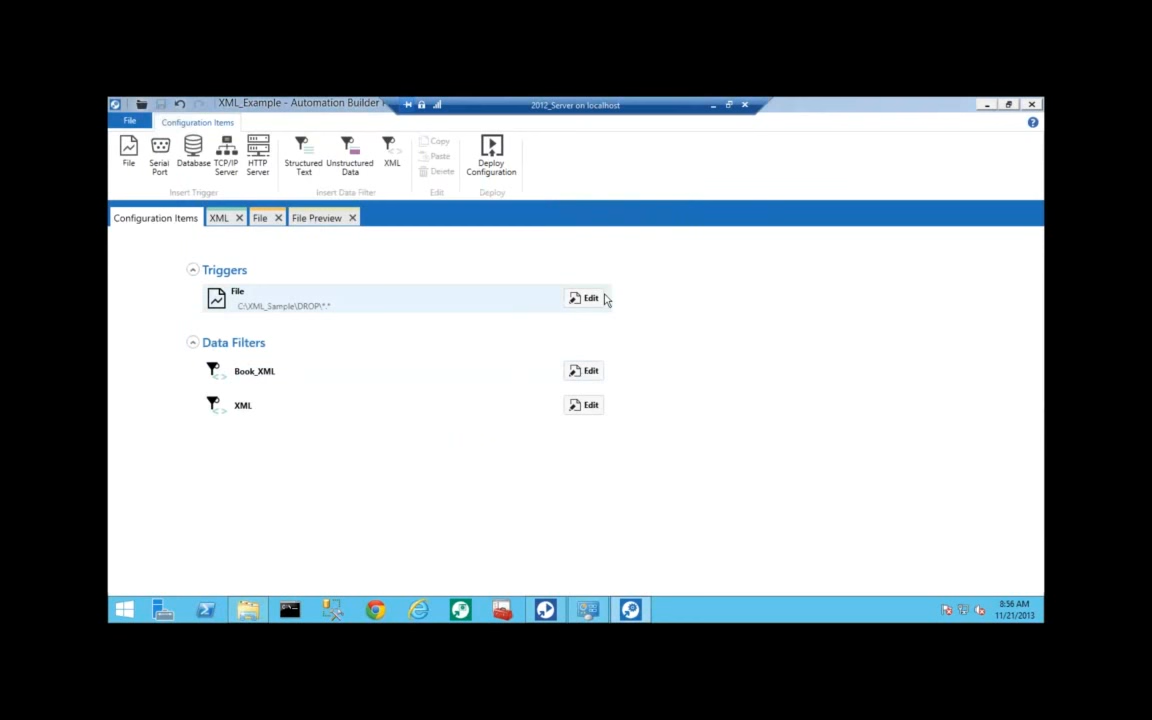 XML_Example - Automation Builder
2012_Server on localhost
File
Configuration Items
File
Serial
Port
Database
TCP/IP
Server
HTTP
Server
Insert Trigger
Structured
Text
Unstructured
Data
XML
Insert Data Filter
Copy
Paste
Delete
Edit
Deploy
Configuration
Deploy
Configuration Items
XML
File
File Preview
Triggers
File
C:\XML_Sample\DROP\*.*
Edit
Data Filters
Book_XML
Edit
XML
Edit
8:56 AM
11/21/2013